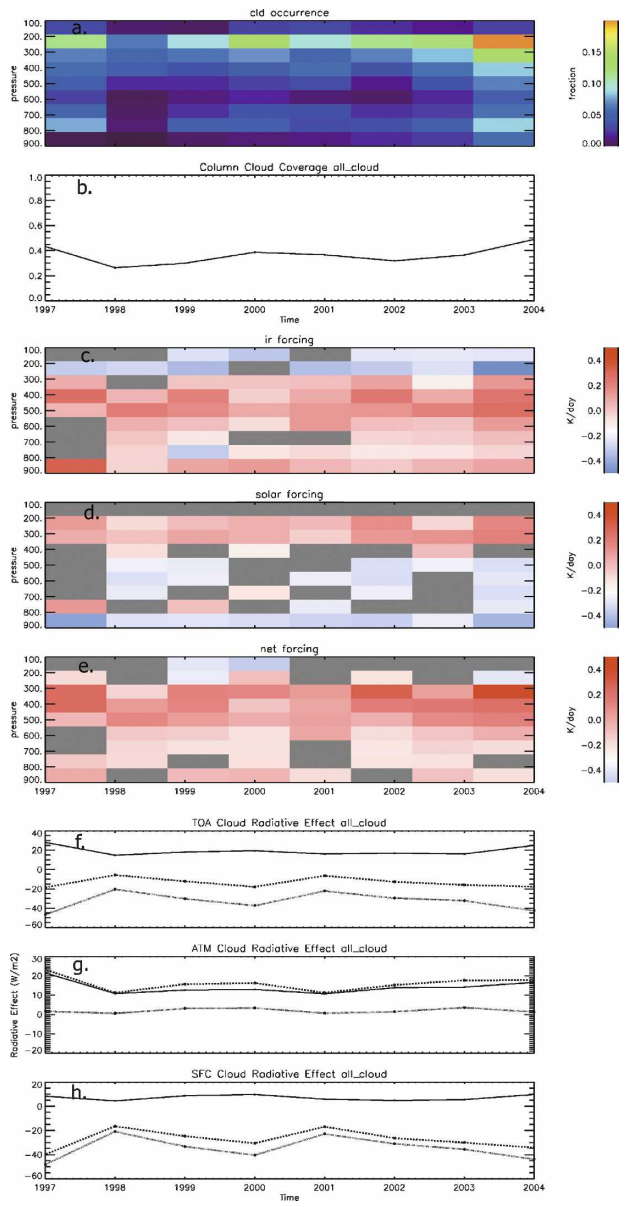 cld occurrence
a.
100.
200.
300.
400.
500.
600.
700.
800.
900.
pressure
0.15
0.10
0.05
0.00
fraction
Column Cloud Coverage all_cloud
b.
1.0
0.8
0.6
0.4
0.2
0.0
1997 1998 1999 2000 2001 2002 2003 2004
Time
ir forcing
c.
100.
200.
300.
400.
500.
600.
700.
800.
900.
pressure
0.4
0.2
0.0
-0.2
-0.4
K/day
solar forcing
d.
100.
200.
300.
400.
500.
600.
700.
800.
900.
pressure
0.4
0.2
0.0
-0.2
-0.4
K/day
net forcing
e.
100.
200.
300.
400.
500.
600.
700.
800.
900.
pressure
1997 1998 1999 2000 2001 2002 2003 2004
0.4
0.2
0.0
-0.2
-0.4
K/day
TOA Cloud Radiative Effect all_cloud
f.
40
20
0
-20
-40
-60
ATM Cloud Radiative Effect all_cloud
g.
30
20
10
0
-10
-20
Radiative Effect (W/m2)
SFC Cloud Radiative Effect all_cloud
h.
20
0
-20
-40
-60
1997 1998 1999 2000 2001 2002 2003 2004
Time